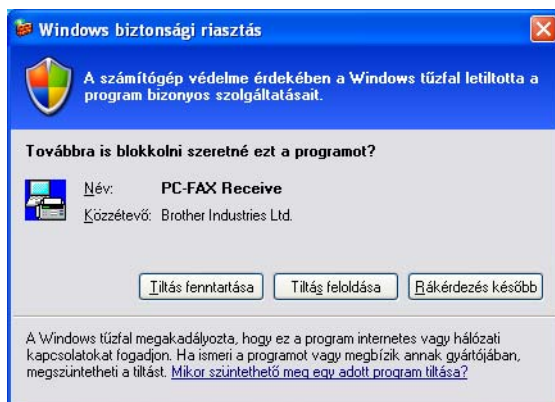 Windows biztonsági riasztás
A számítógép védelme érdekében a Windows tűzfal letiltotta a
program bizonyos szolgáltatásait.
Továbbra is blokkolni szeretné ezt a programot?
Név: PC-FAX Receive
Közzétevő: Brother Industries Ltd.
Tiltás fenntartása Tiltás feloldása Rákérdezés később
A Windows tűzfal megakadályozta, hogy ez a program internetes vagy hálózati
kapcsolatokat fogadjon. Ha ismeri a programot vagy megbízik annak gyártójában,
megszüntetheti a tiltást. Mikor szüntethető meg egy adott program tiltása?